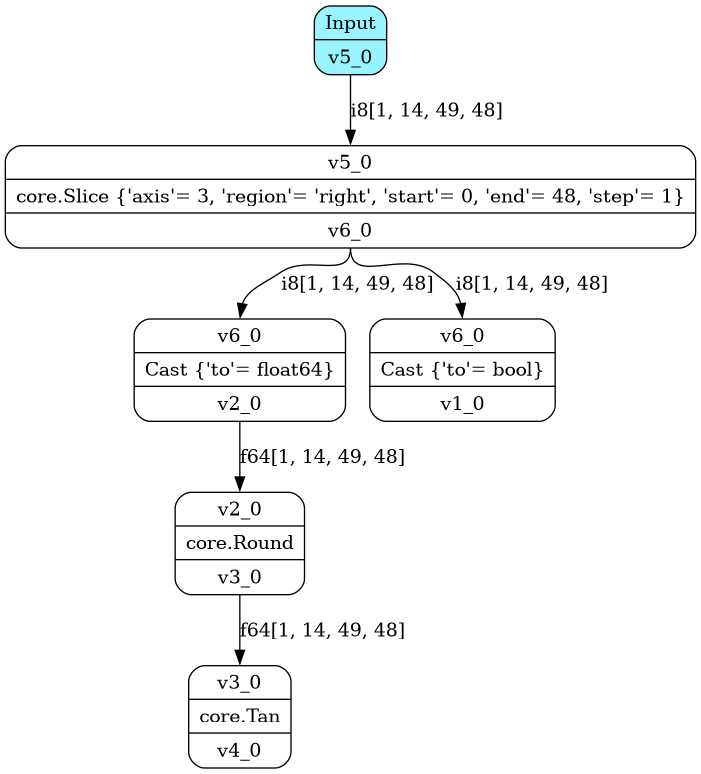 Input
v5_0
i8[1, 14, 49, 48]
v5_0
core.Slice {'axis'= 3, 'region'= 'right', 'start'= 0, 'end'= 48, 'step'= 1}
v6_0
i8[1, 14, 49, 48]
i8[1, 14, 49, 48]
v6_0
Cast {'to'= float64}
v2_0
v6_0
Cast {'to'= bool}
v1_0
f64[1, 14, 49, 48]
v2_0
core.Round
v3_0
f64[1, 14, 49, 48]
v3_0
core.Tan
v4_0